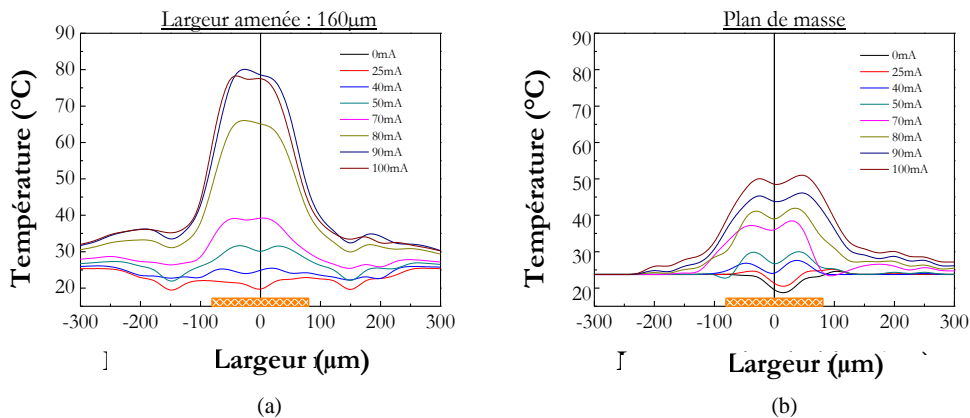 Largeur amenée : 160µm
Température (°C)
90
80
70
60
50
40
30
20
0mA
25mA
40mA
50mA
70mA
80mA
90mA
100mA
-300
-200
-100
0
100
200
300
Largeur (µm)
(a)
Plan de masse
Température (°C)
90
80
70
60
50
40
30
20
0mA
25mA
40mA
50mA
70mA
80mA
90mA
100mA
-300
-200
-100
0
100
200
300
Largeur (µm)
(b)